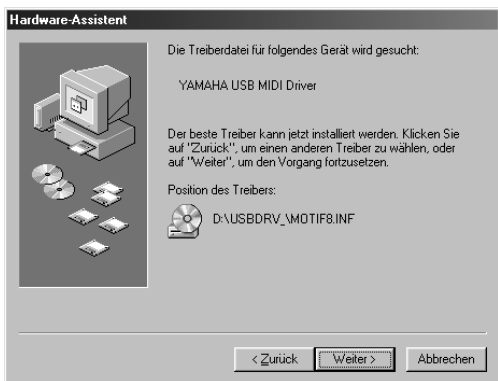 Hardware-Assistent
Die Treiberdatei für folgendes Gerät wird gesucht:
YAMAHA USB MIDI Driver
Der beste Treiber kann jetzt installiert werden. Klicken Sie
auf "Zurück", um einen anderen Treiber zu wählen, oder
auf "Weiter", um den Vorgang fortzusetzen.
Position des Treibers:
D:\USBDRV_\MOTIF8.INF
< Zurück Weiter > Abbrechen